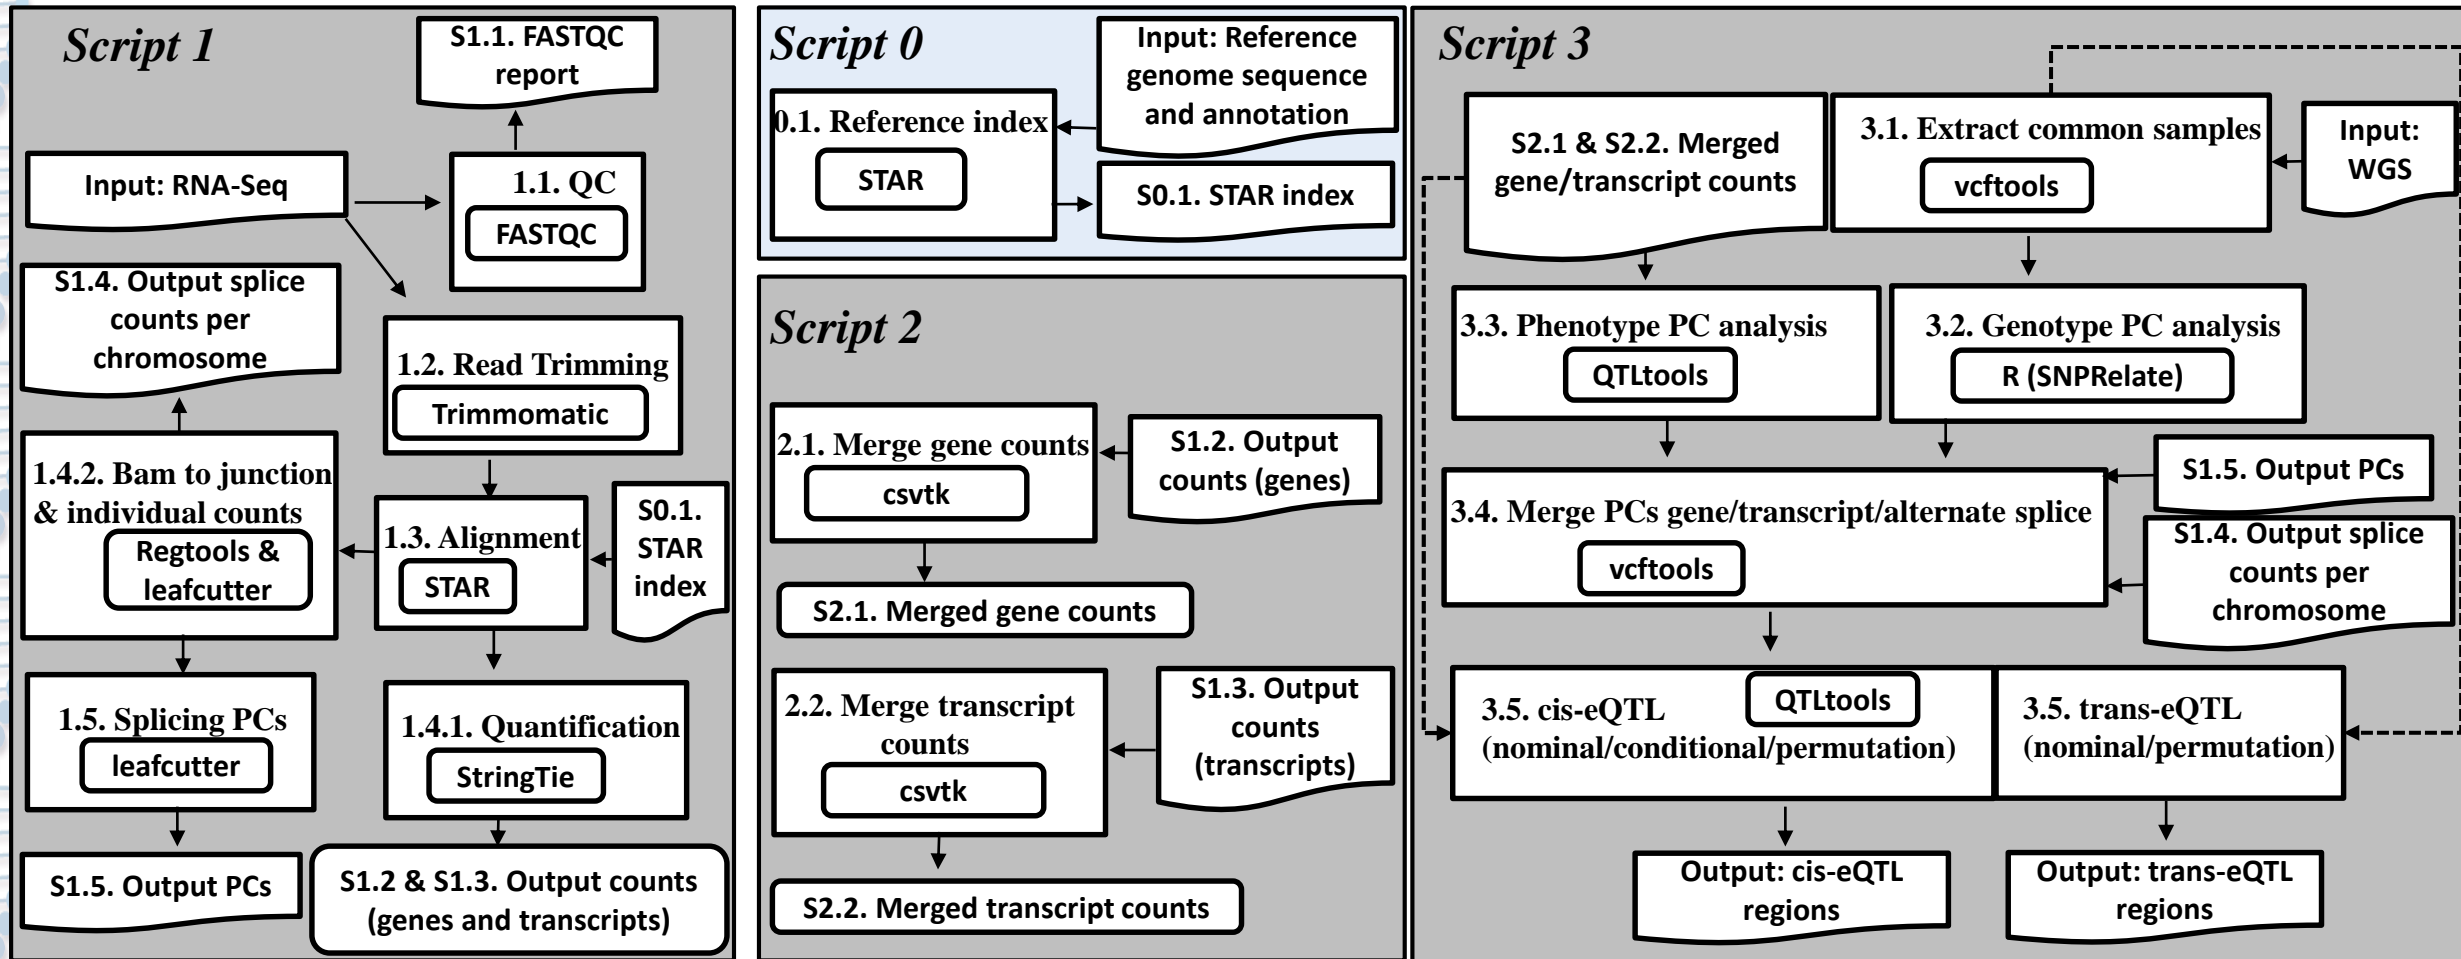 Script 1
S1.1. FASTQC
report
Input: RNA-Seq
1.1. QC
FASTQC
S1.4. Output splice
counts per
chromosome
1.2. Read Trimming
Trimmomatic
1.4.2. Bam to junction
& individual counts
Regtools &
leafcutter
1.3. Alignment
STAR
S0.1.
STAR
index
1.5. Splicing PCs
leafcutter
1.4.1. Quantification
StringTie
S1.5. Output PCs
S1.2 & S1.3. Output counts
(genes and transcripts)
Script 0
Input: Reference
genome sequence
and annotation
0.1. Reference index
STAR
S0.1. STAR index
Script 2
2.1. Merge gene counts
csvtk
S1.2. Output
counts (genes)
S2.1. Merged gene counts
2.2. Merge transcript
counts
csvtk
S1.3. Output
counts
(transcripts)
S2.2. Merged transcript counts
Script 3
S2.1 & S2.2. Merged
gene/transcript counts
3.1. Extract common samples
vcftools
Input:
WGS
3.3. Phenotype PC analysis
QTLtools
3.2. Genotype PC analysis
R (SNPRelate)
S1.5. Output PCs
3.4. Merge PCs gene/transcript/alternate splice
vcftools
S1.4. Output splice
counts per
chromosome
3.5. cis-eQTL
(nominal/conditional/permutation)
QTLtools
3.5. trans-eQTL
(nominal/permutation)
Output: cis-eQTL
regions
Output: trans-eQTL
regions